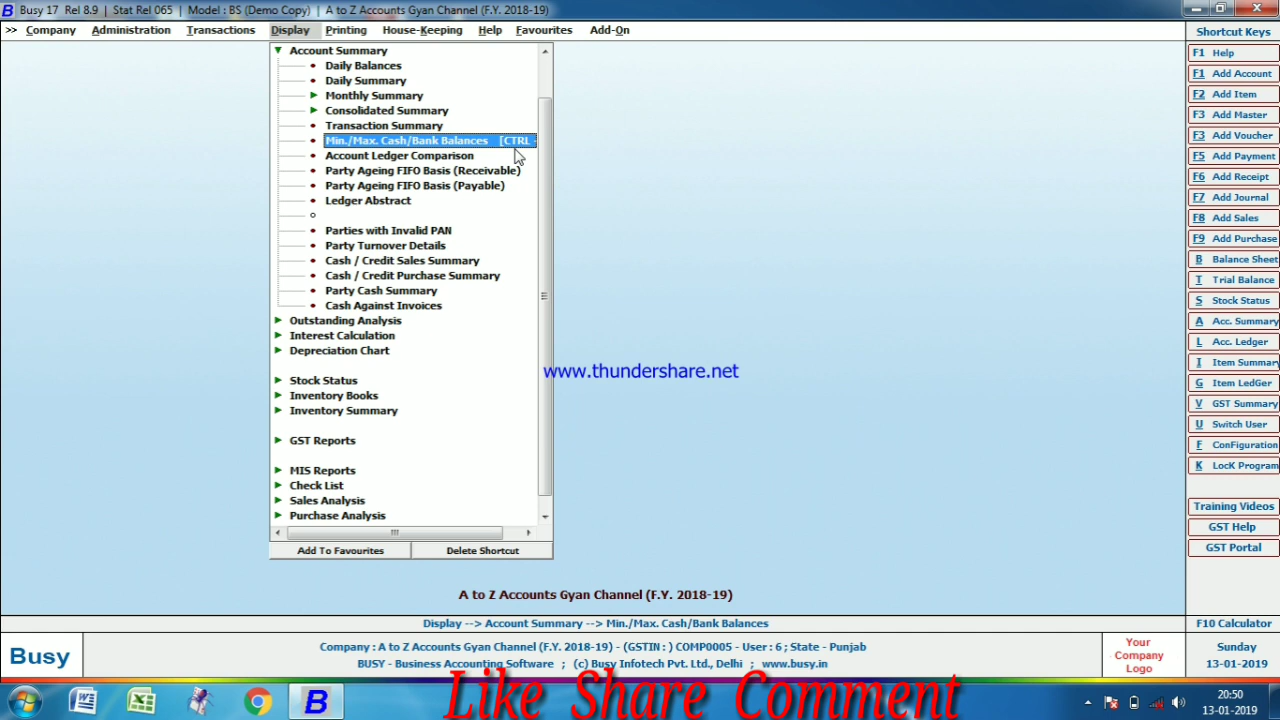 Busy 17 Rel 8.9 | Stat Rel 065 | Model : BS (Demo Copy) | A to Z Accounts Gyan Channel (F.Y. 2018-19)
>> Company Administration Transactions Display Printing House-Keeping Help Favourites Add-On
Account Summary
Daily Balances
Daily Summary
Monthly Summary
Consolidated Summary
Transaction Summary
Min./Max. Cash/Bank Balances [CTRL
Account Ledger Comparison
Party Ageing FIFO Basis (Receivable)
Party Ageing FIFO Basis (Payable)
Ledger Abstract
Parties with Invalid PAN
Party Turnover Details
Cash / Credit Sales Summary
Cash / Credit Purchase Summary
Party Cash Summary
Cash Against Invoices
Outstanding Analysis
Interest Calculation
Depreciation Chart
Stock Status
Inventory Books
Inventory Summary
GST Reports
MIS Reports
Check List
Sales Analysis
Purchase Analysis
Add To Favourites Delete Shortcut
www.thundershare.net
Shortcut Keys
F1 Help
F1 Add Account
F2 Add Item
F3 Add Master
F3 Add Voucher
F5 Add Payment
F6 Add Receipt
F7 Add Journal
F8 Add Sales
F9 Add Purchase
B Balance Sheet
T Trial Balance
S Stock Status
A Acc. Summary
L Acc. Ledger
I Item Summary
G Item LedGer
V GST Summary
U Switch User
F ConFiguration
K LocK Program
Training Videos
GST Help
GST Portal
A to Z Accounts Gyan Channel (F.Y. 2018-19)
Display --> Account Summary --> Min./Max. Cash/Bank Balances
F10 Calculator
Busy
Company : A to Z Accounts Gyan Channel (F.Y. 2018-19) - (GSTIN : ) COMP0005 - User : 6 ; State - Punjab
BUSY - Business Accounting Software ; (c) Busy Infotech Pvt. Ltd., Delhi ; www.busy.in
Your
Company
Logo
Sunday
13-01-2019
Like Share Comment
20:50
13-01-2019